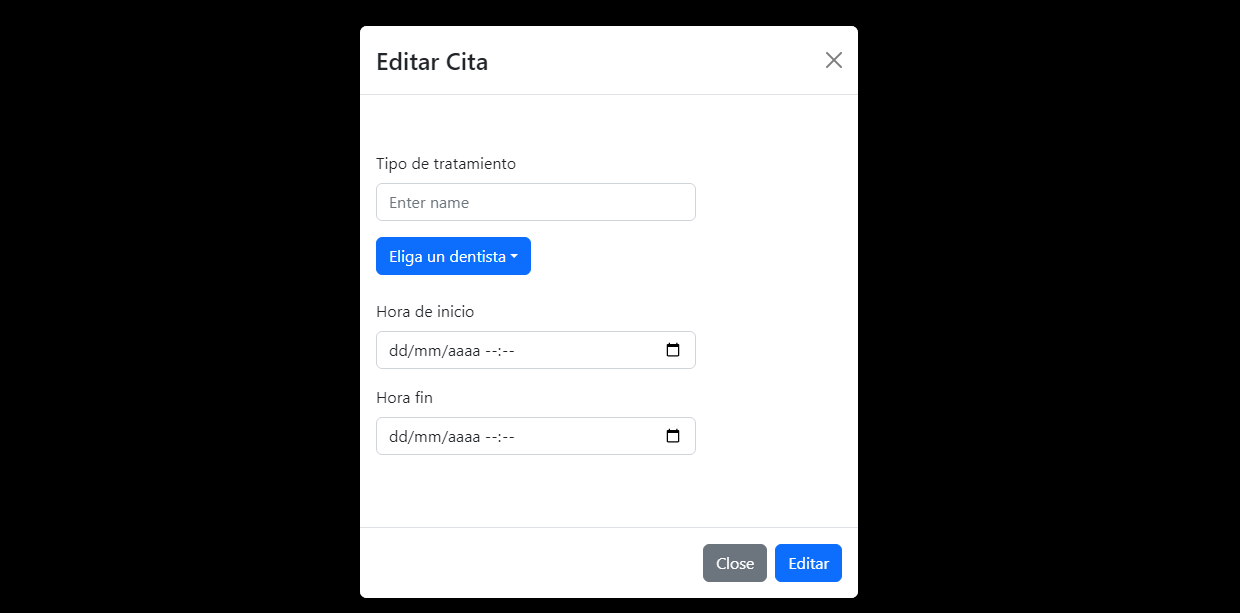 Editar Cita
Tipo de tratamiento
Enter name
Eliga un dentista
Hora de inicio
dd/mm/aaaa --:--
Hora fin
dd/mm/aaaa --:--
Close Editar